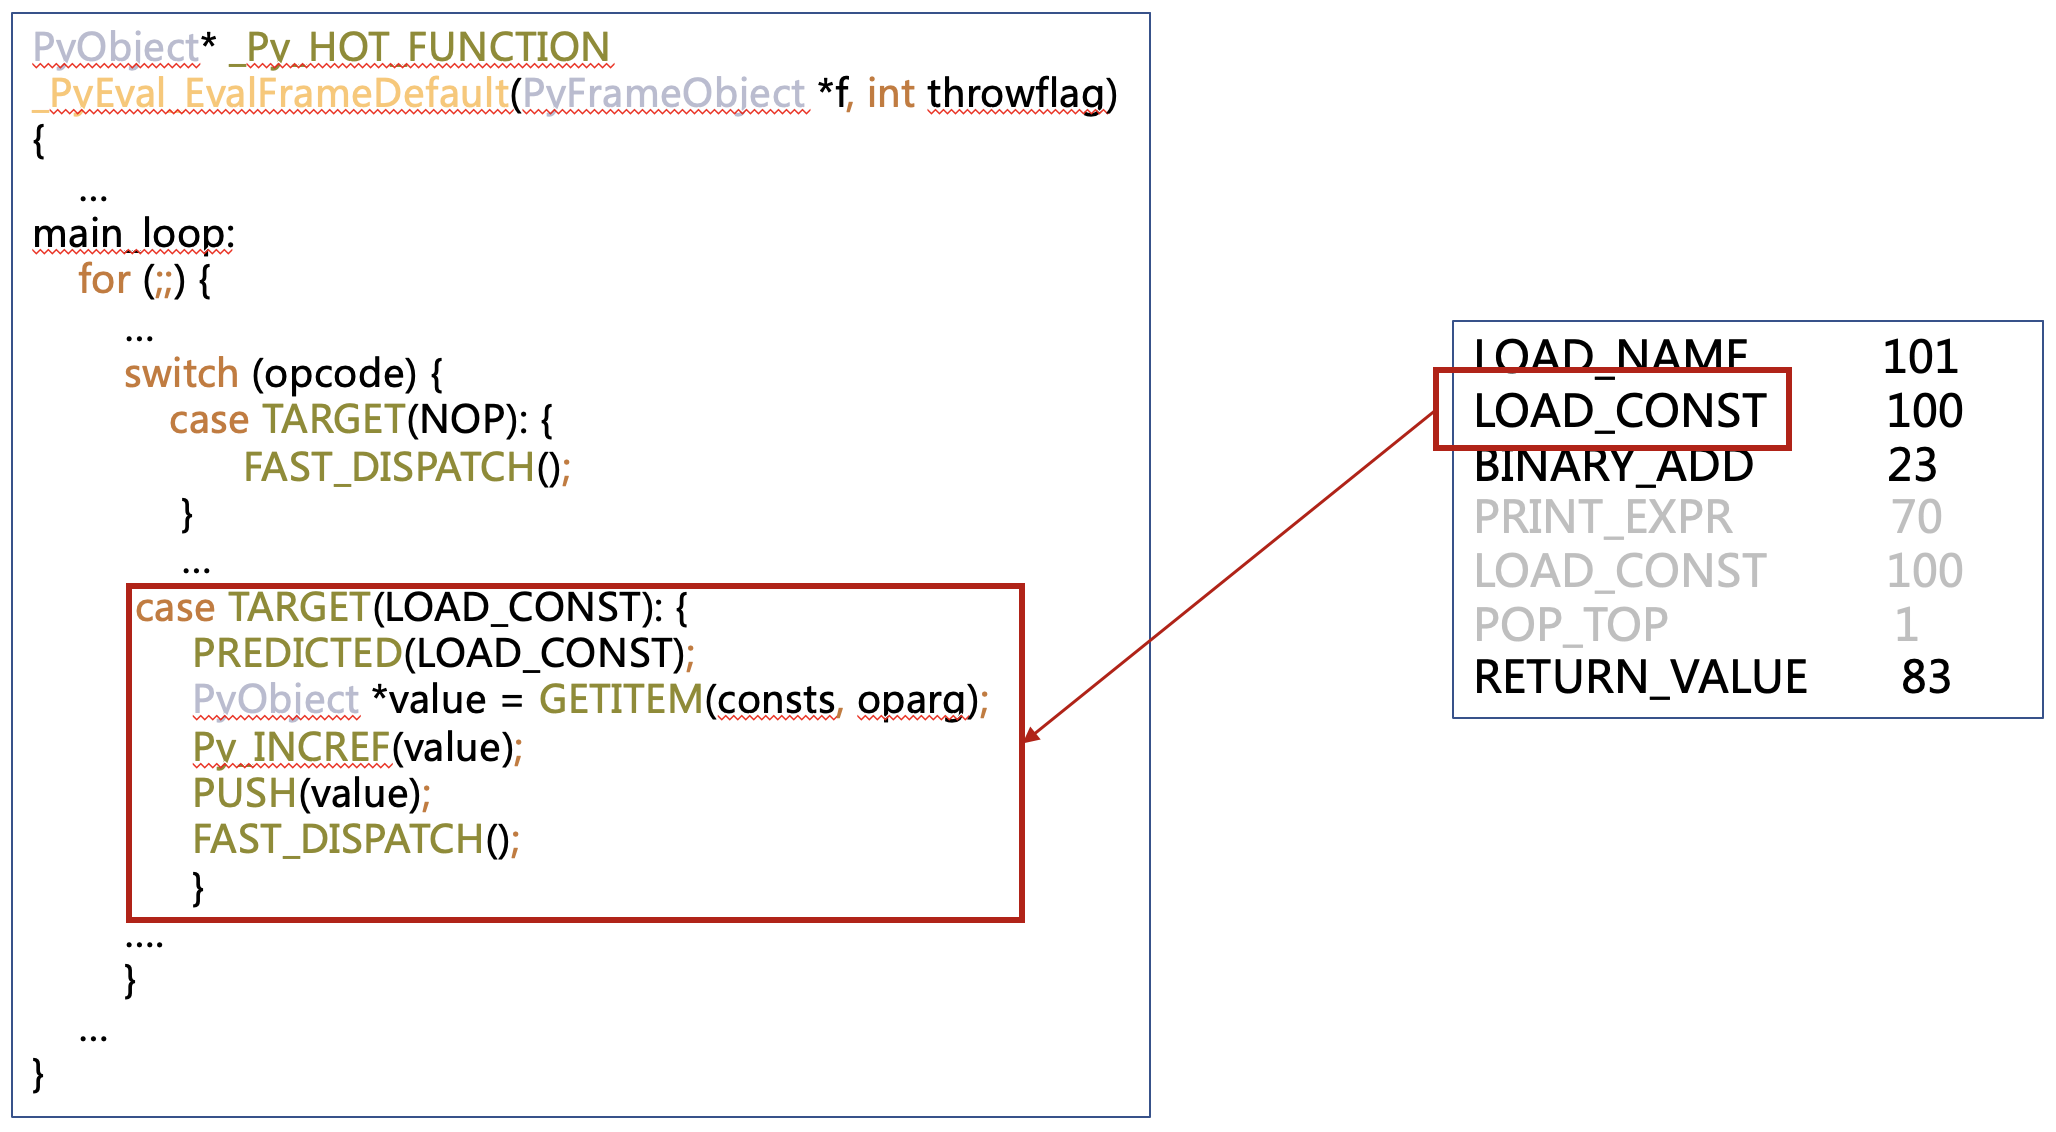 PyObject* _Py_HOT_FUNCTION
_PyEval_EvalFrameDefault(PyFrameObject *f, int throwflag)
{
...
main_loop:
for (;;) {
...
switch (opcode) {
case TARGET(NOP): {
FAST_DISPATCH();
}
...
case TARGET(LOAD_CONST): {
PREDICTED(LOAD_CONST);
PyObject *value = GETITEM(consts, oparg);
Py_INCREF(value);
PUSH(value);
FAST_DISPATCH();
}
....
}
...
}
LOAD_NAME 101
LOAD_CONST 100
BINARY_ADD 23
PRINT_EXPR 70
LOAD_CONST 100
POP_TOP 1
RETURN_VALUE 83